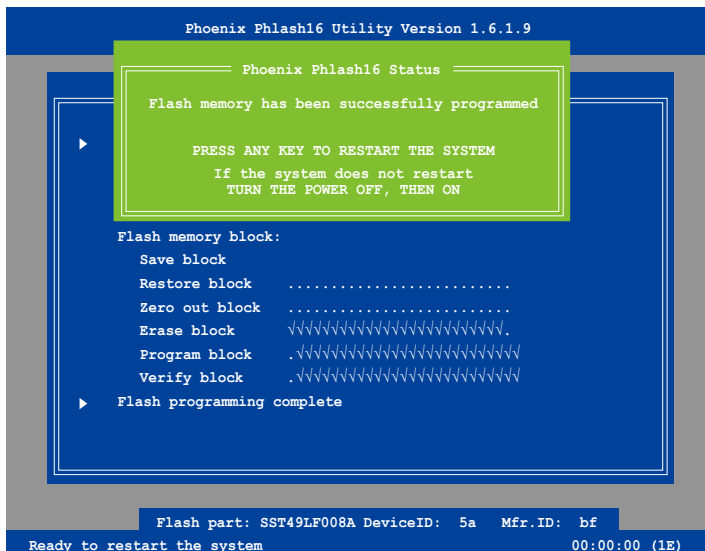 Phoenix Phlash16 Utility Version 1.6.1.9
Phoenix Phlash16 Status
Flash memory has been successfully programmed
PRESS ANY KEY TO RESTART THE SYSTEM
If the system does not restart
TURN THE POWER OFF, THEN ON
Flash memory block:
Save block
Restore block ..........................
Zero out block ..........................
Erase block √√√√√√√√√√√√√√√√√√√√√√√√√.
Program block .√√√√√√√√√√√√√√√√√√√√√√√√√√
Verify block .√√√√√√√√√√√√√√√√√√√√√√√√√√
Flash programming complete
Flash part: SST49LF008A DeviceID: 5a Mfr.ID: bf
Ready to restart the system 00:00:00 (1E)